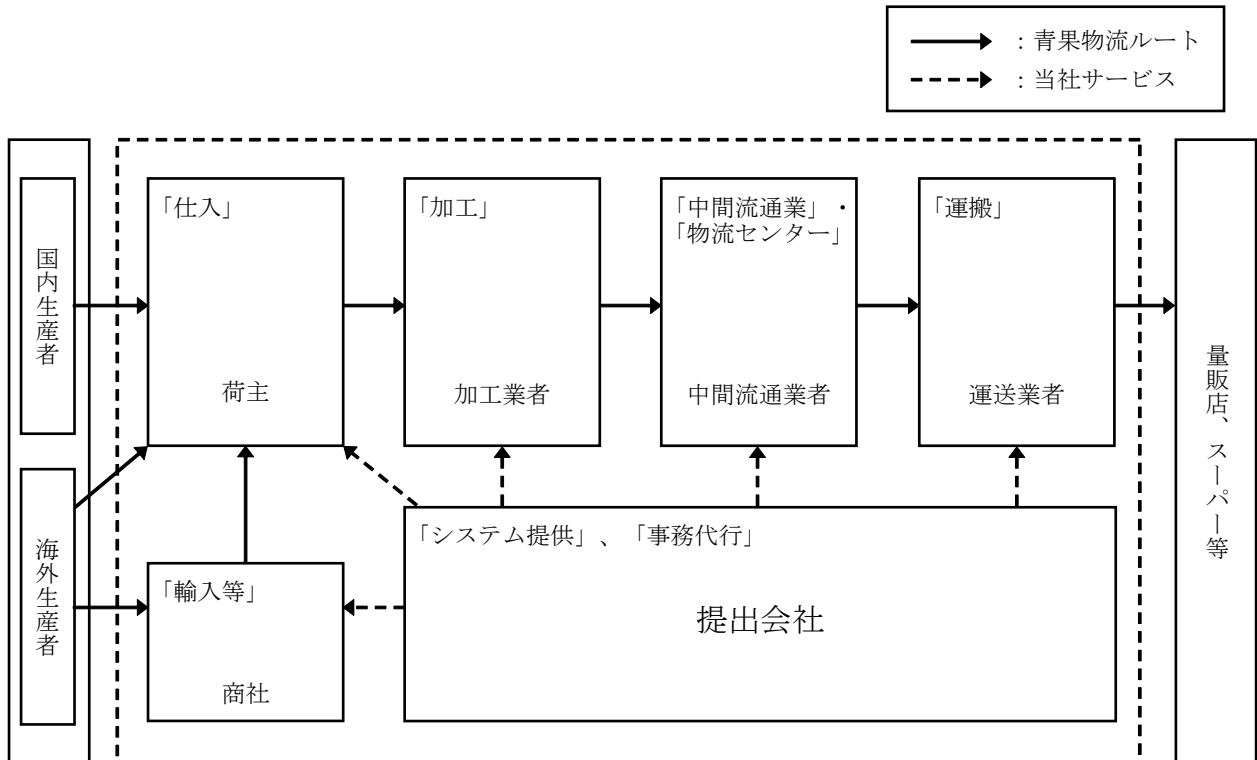 ：青果物流ルート
：当社サービス
国内生産者
海外生産者
「仕入」
荷主
「加工」
加工業者
「中間流通業」・
「物流センター」
中間流通業者
「運搬」
運送業者
「輸入等」
商社
「システム提供」、「事務代行」
提出会社
量販店、スーパー等